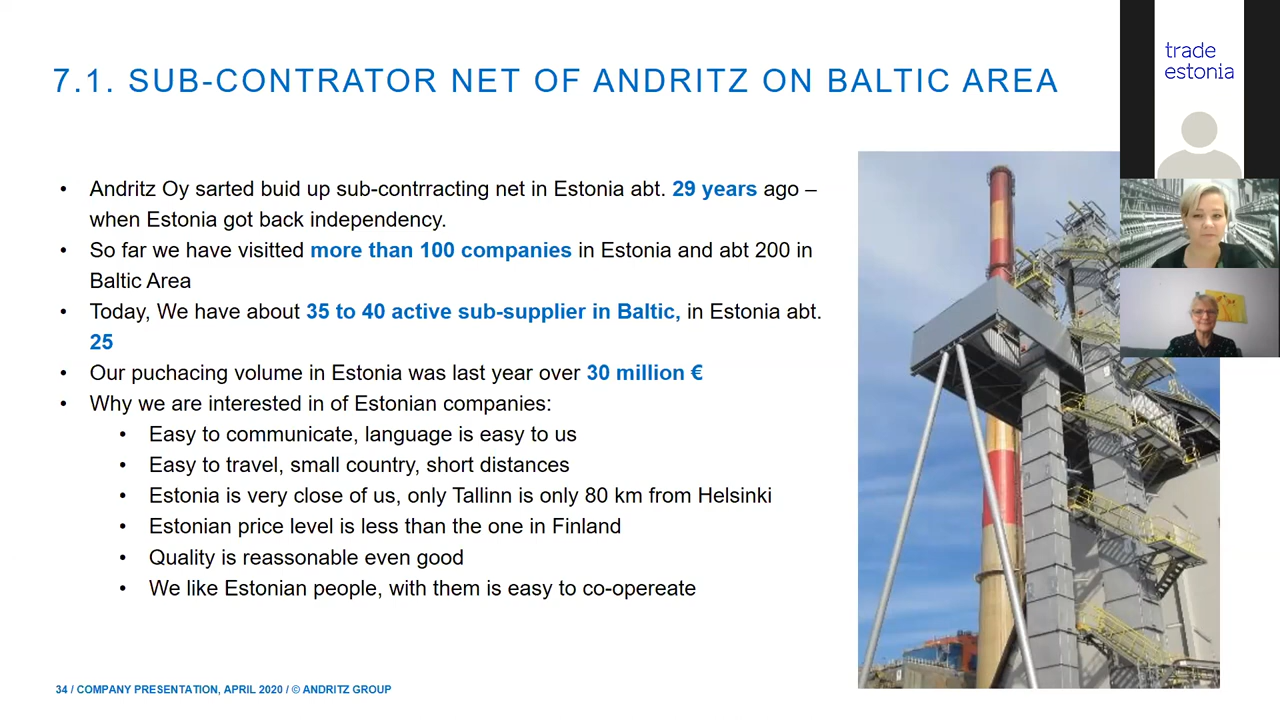 7.1. SUB-CONTRATOR NET OF ANDRITZ ON BALTIC AREA
trade
estonia
• Andritz Oy sarted buid up sub-contrracting net in Estonia abt. 29 years ago –
when Estonia got back independency.
• So far we have visitted more than 100 companies in Estonia and abt 200 in
Baltic Area
• Today, We have about 35 to 40 active sub-supplier in Baltic, in Estonia abt.
25
• Our puchacing volume in Estonia was last year over 30 million €
• Why we are interested in of Estonian companies:
• Easy to communicate, language is easy to us
• Easy to travel, small country, short distances
• Estonia is very close of us, only Tallinn is only 80 km from Helsinki
• Estonian price level is less than the one in Finland
• Quality is reassonable even good
• We like Estonian people, with them is easy to co-opereate
34 / COMPANY PRESENTATION, APRIL 2020 / © ANDRITZ GROUP